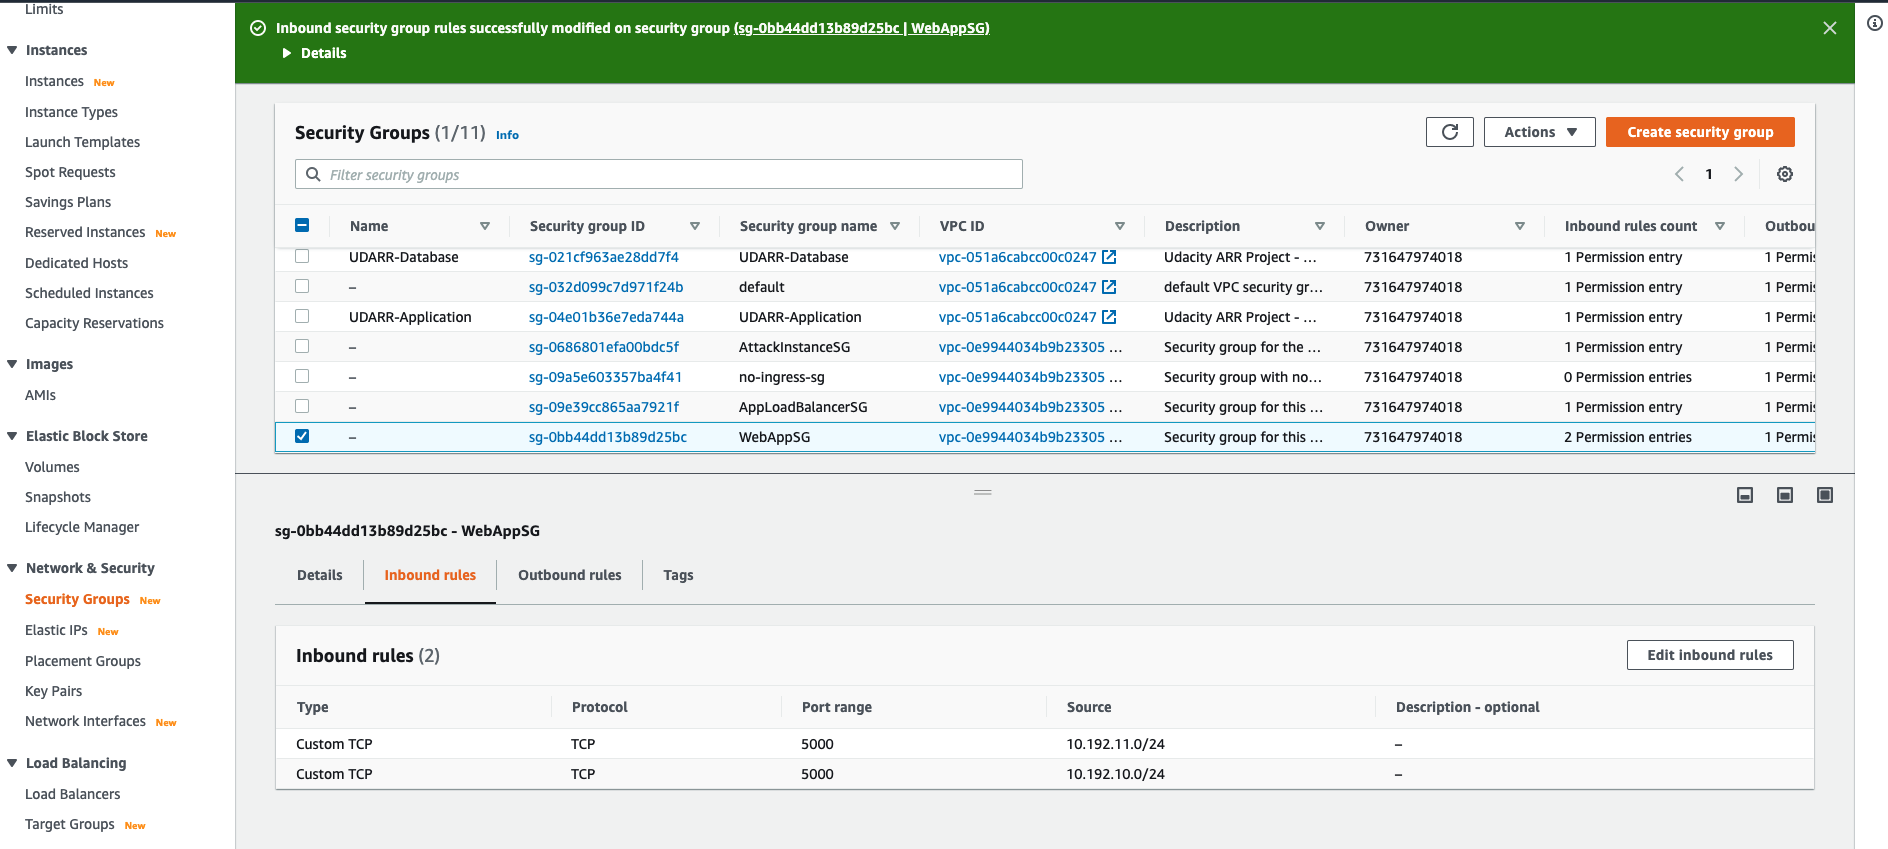 Limits
Instances
Instances New
Instance Types
Launch Templates
Spot Requests
Savings Plans
Reserved Instances New
Dedicated Hosts
Scheduled Instances
Capacity Reservations
Images
AMIs
Elastic Block Store
Volumes
Snapshots
Lifecycle Manager
Network & Security
Security Groups New
Elastic IPs New
Placement Groups
Key Pairs
Network Interfaces New
Load Balancing
Load Balancers
Target Groups New
Inbound security group rules successfully modified on security group (sg-0bb44dd13b89d25bc | WebAppSG)
Details
Security Groups (1/11) Info
Actions
Create security group
Filter security groups
1
Name Security group ID Security group name VPC ID Description Owner Inbound rules count Outbou
UDARR-Database sg-021cf963ae28dd7f4 UDARR-Database vpc-051a6cabcc00c0247 Udacity ARR Project - ... 731647974018 1 Permission entry 1 Permis
– sg-032d099c7d971f24b default vpc-051a6cabcc00c0247 default VPC security gr... 731647974018 1 Permission entry 1 Permis
UDARR-Application sg-04e01b36e7eda744a UDARR-Application vpc-051a6cabcc00c0247 Udacity ARR Project - ... 731647974018 1 Permission entry 1 Permis
– sg-0686801efa00bdc5f AttackInstanceSG vpc-0e9944034b9b23305 ... Security group for the ... 731647974018 1 Permission entry 1 Permis
– sg-09a5e603357ba4f41 no-ingress-sg vpc-0e9944034b9b23305 ... Security group with no... 731647974018 0 Permission entries 1 Permis
– sg-09e39cc865aa7921f AppLoadBalancerSG vpc-0e9944034b9b23305 ... Security group for this ... 731647974018 1 Permission entry 1 Permis
– sg-0bb44dd13b89d25bc WebAppSG vpc-0e9944034b9b23305 ... Security group for this ... 731647974018 2 Permission entries 1 Permis
sg-0bb44dd13b89d25bc - WebAppSG
Details Inbound rules Outbound rules Tags
Inbound rules (2)
Edit inbound rules
Type Protocol Port range Source Description - optional
Custom TCP TCP 5000 10.192.11.0/24 –
Custom TCP TCP 5000 10.192.10.0/24 –